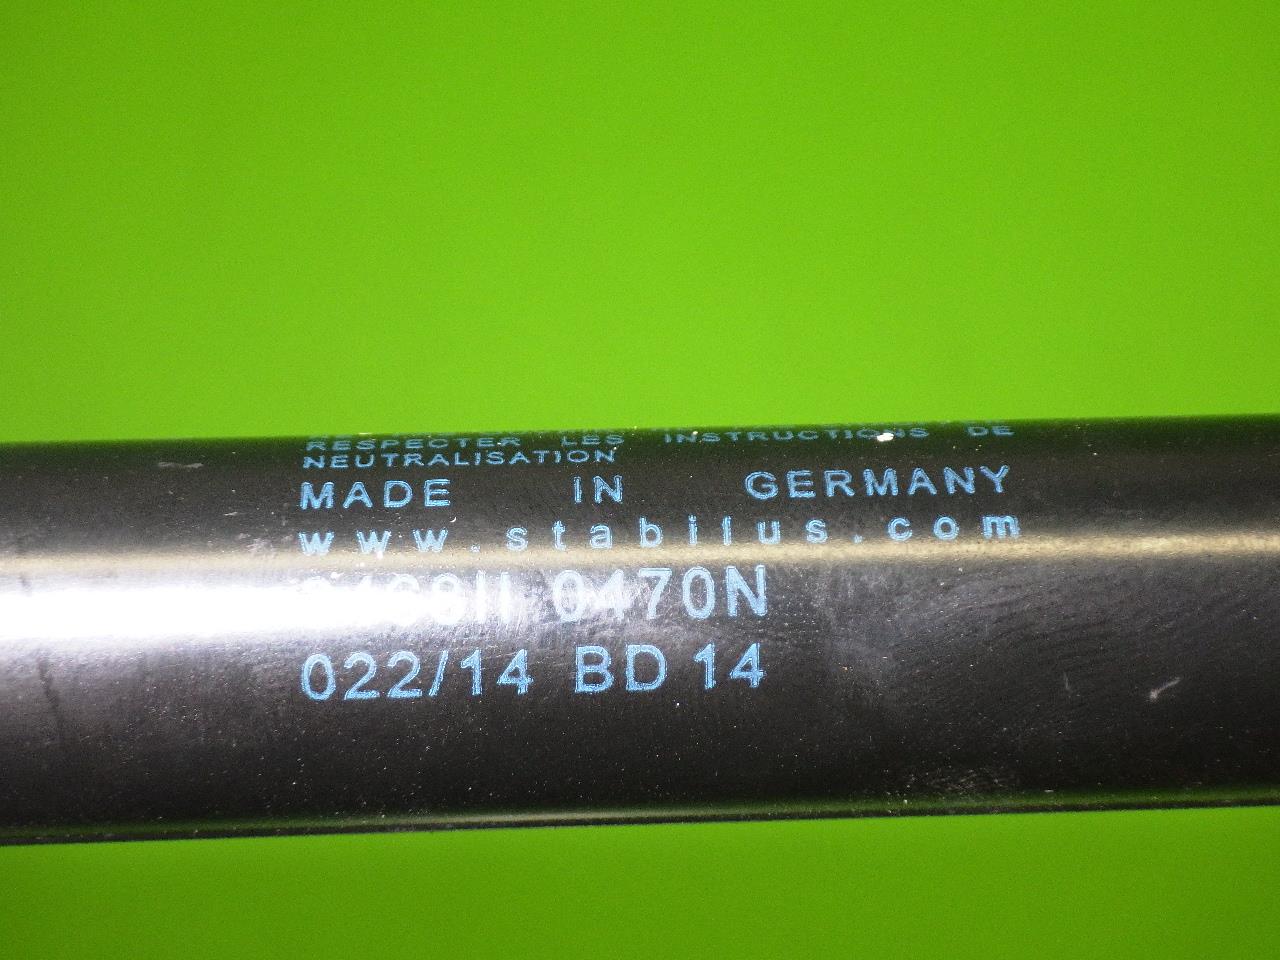 RESPECTER LES INSTRUCTIONS DE
NEUTRALISATION
MADE IN GERMANY
www.stabilus.com
0470N
022/14 BD 14